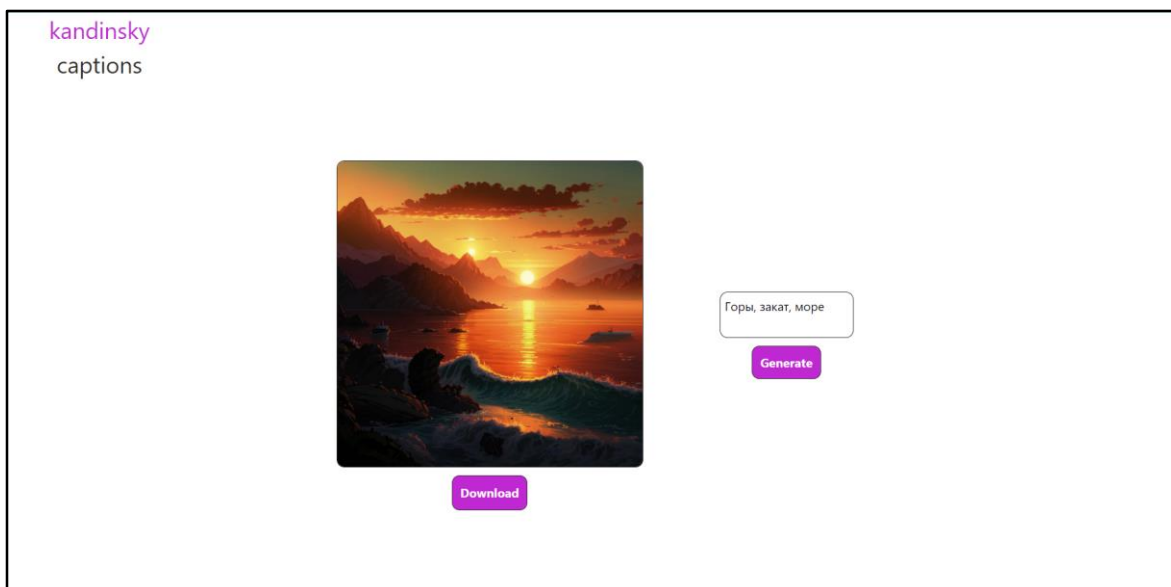 kandinsky
captions
Горы, закат, море
Generate
Download